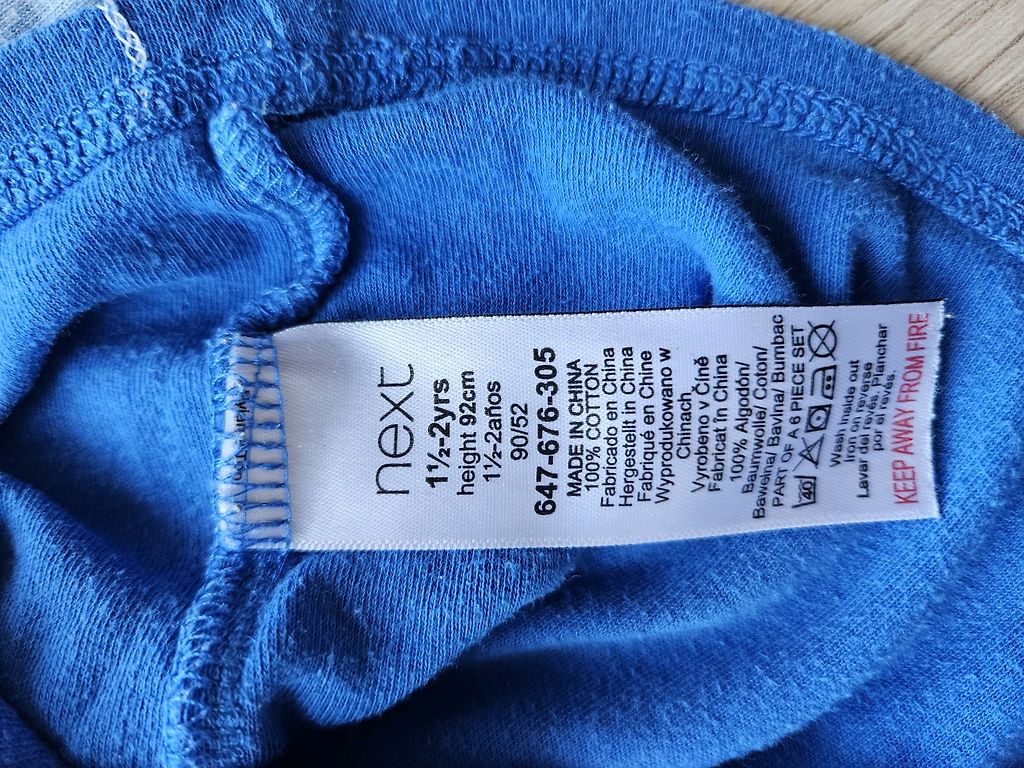 next
1½-2yrs
height 92cm
1½-2años
90/52
647-676-305
MADE IN CHINA
100% COTTON
Fabricado en China
Hergestellt in China
Fabriqué en Chine
Wyprodukowano w
Chinach
Vyrobeno v Číně
Fabricat în China
100% Algodón/
Baumwolle/ Coton/
Bawełna/ Bavlna/ Bumbac
PART OF A 6 PIECE SET
40
Wash inside out
Iron on reverse
Lavar del revés. Planchar
por el revés.
KEEP AWAY FROM FIRE